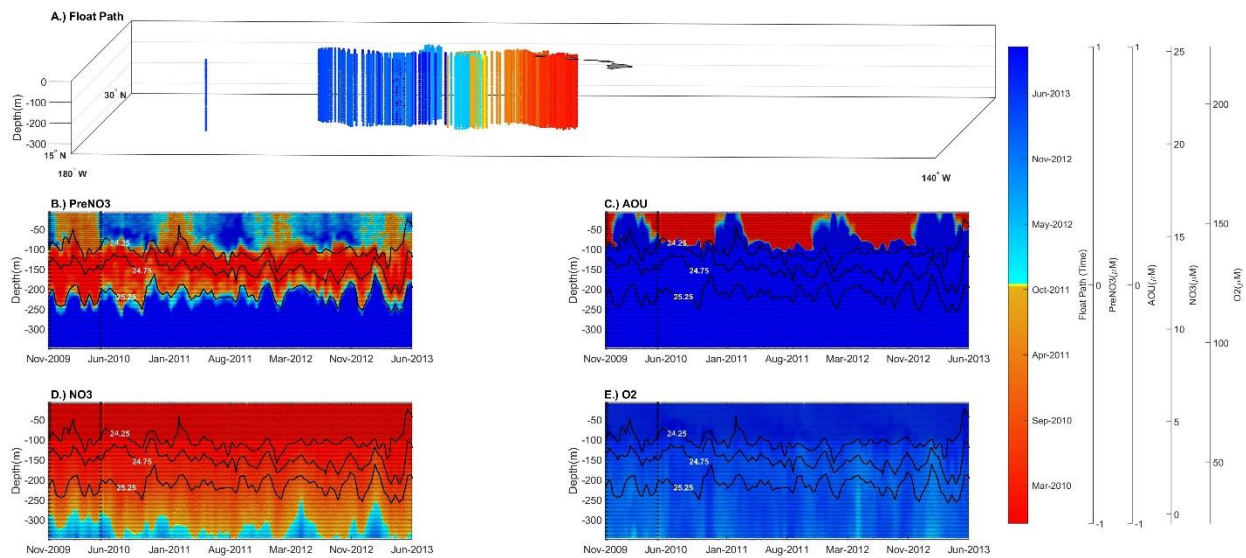 A.) Float Path
0
-100
-200
-300
Depth(m)
30° N
15° N
180° W
140° W
B.) PreNO3
-50
-100
-150
-200
-250
-300
Depth(m)
24.25
24.75
25.25
Nov-2009 Jun-2010 Jan-2011 Aug-2011 Mar-2012 Nov-2012 Jun-2013
C.) AOU
-50
-100
-150
-200
-250
-300
Depth(m)
24.25
24.75
25.25
Nov-2009 Jun-2010 Jan-2011 Aug-2011 Mar-2012 Nov-2012 Jun-2013
D.) NO3
-50
-100
-150
-200
-250
-300
Depth(m)
24.25
24.75
25.25
Nov-2009 Jun-2010 Jan-2011 Aug-2011 Mar-2012 Nov-2012 Jun-2013
E.) O2
-50
-100
-150
-200
-250
-300
Depth(m)
24.25
24.75
25.25
Nov-2009 Jun-2010 Jan-2011 Aug-2011 Mar-2012 Nov-2012 Jun-2013
Jun-2013
Nov-2012
May-2012
Oct-2011
Apr-2011
Sep-2010
Mar-2010
Float Path (Time)
1
0
-1
PreNO3(μM)
1
0
-1
AOU(μM)
25
20
15
10
5
0
NO3(μM)
200
150
100
50
O2(μM)